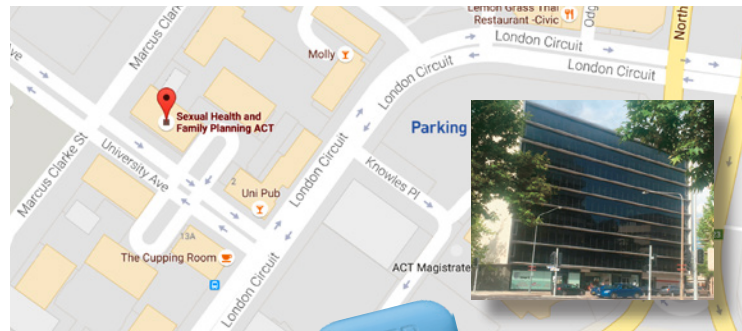 Lemon Grass Thai
Restaurant -Civic
London Circuit
London Circuit
Marcus Clarke
Molly
London Circuit
Sexual Health and
Family Planning ACT
Parking
Marcus Clarke St
University Ave
2
Uni Pub
London Circuit
Knowles Pl
13A
The Cupping Room
London Circuit
ACT Magistrate
North
Odg
Ave